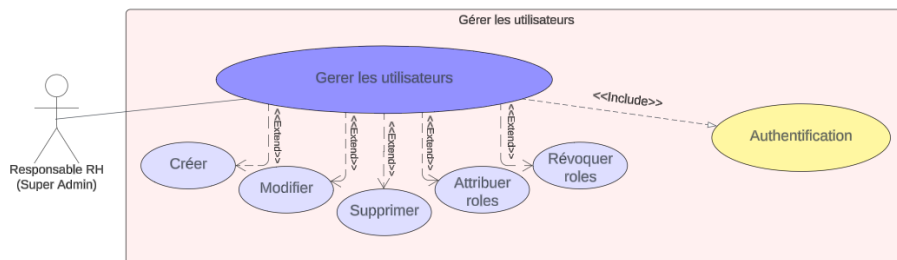 Gérer les utilisateurs
Gerer les utilisateurs
<<Include>>
<<Extend>>
<<Extend>>
<<Extend>>
<<Extend>>
<<Extend>>
Authentification
Responsable RH
(Super Admin)
Créer
Modifier
Supprimer
Attribuer
roles
Révoquer
roles